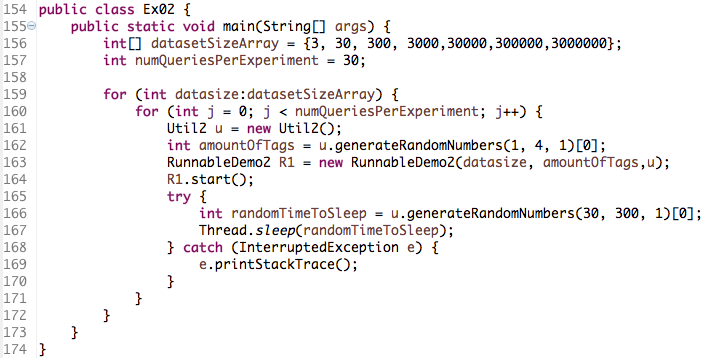 154 public class Ex02 {
155     public static void main(String[] args) {
156         int[] datasetSizeArray = {3, 30, 300, 3000,30000,300000,3000000};
157         int numQueriesPerExperiment = 30;
158
159         for (int datasize:datasetSizeArray) {
160             for (int j = 0; j < numQueriesPerExperiment; j++) {
161                 Util2 u = new Util2();
162                 int amountOfTags = u.generateRandomNumbers(1, 4, 1)[0];
163                 RunnableDemo2 R1 = new RunnableDemo2(datasize, amountOfTags,u);
164                 R1.start();
165                 try {
166                     int randomTimeToSleep = u.generateRandomNumbers(30, 300, 1)[0];
167                     Thread.sleep(randomTimeToSleep);
168                 } catch (InterruptedException e) {
169                     e.printStackTrace();
170                 }
171             }
172         }
173     }
174 }